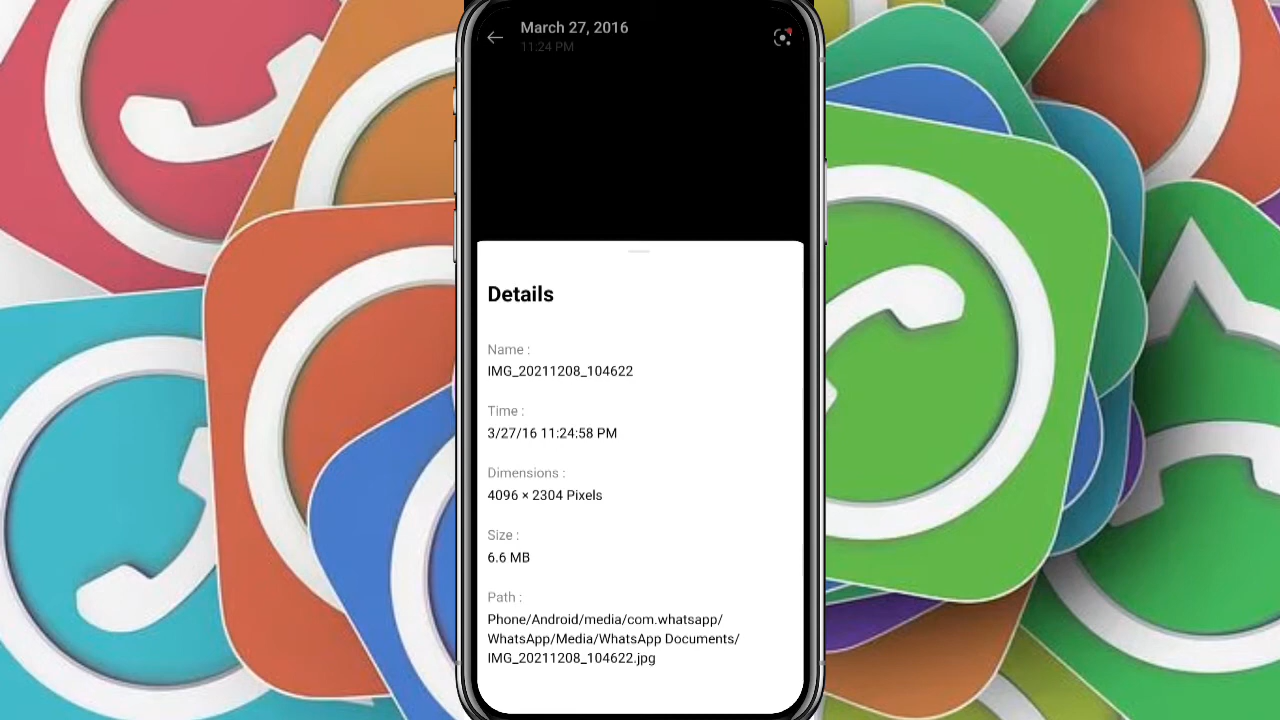 March 27, 2016
11:24 PM
Details
Name :
IMG_20211208_104622
Time :
3/27/16 11:24:58 PM
Dimensions :
4096 × 2304 Pixels
Size :
6.6 MB
Path :
Phone/Android/media/com.whatsapp/
WhatsApp/Media/WhatsApp Documents/
IMG_20211208_104622.jpg